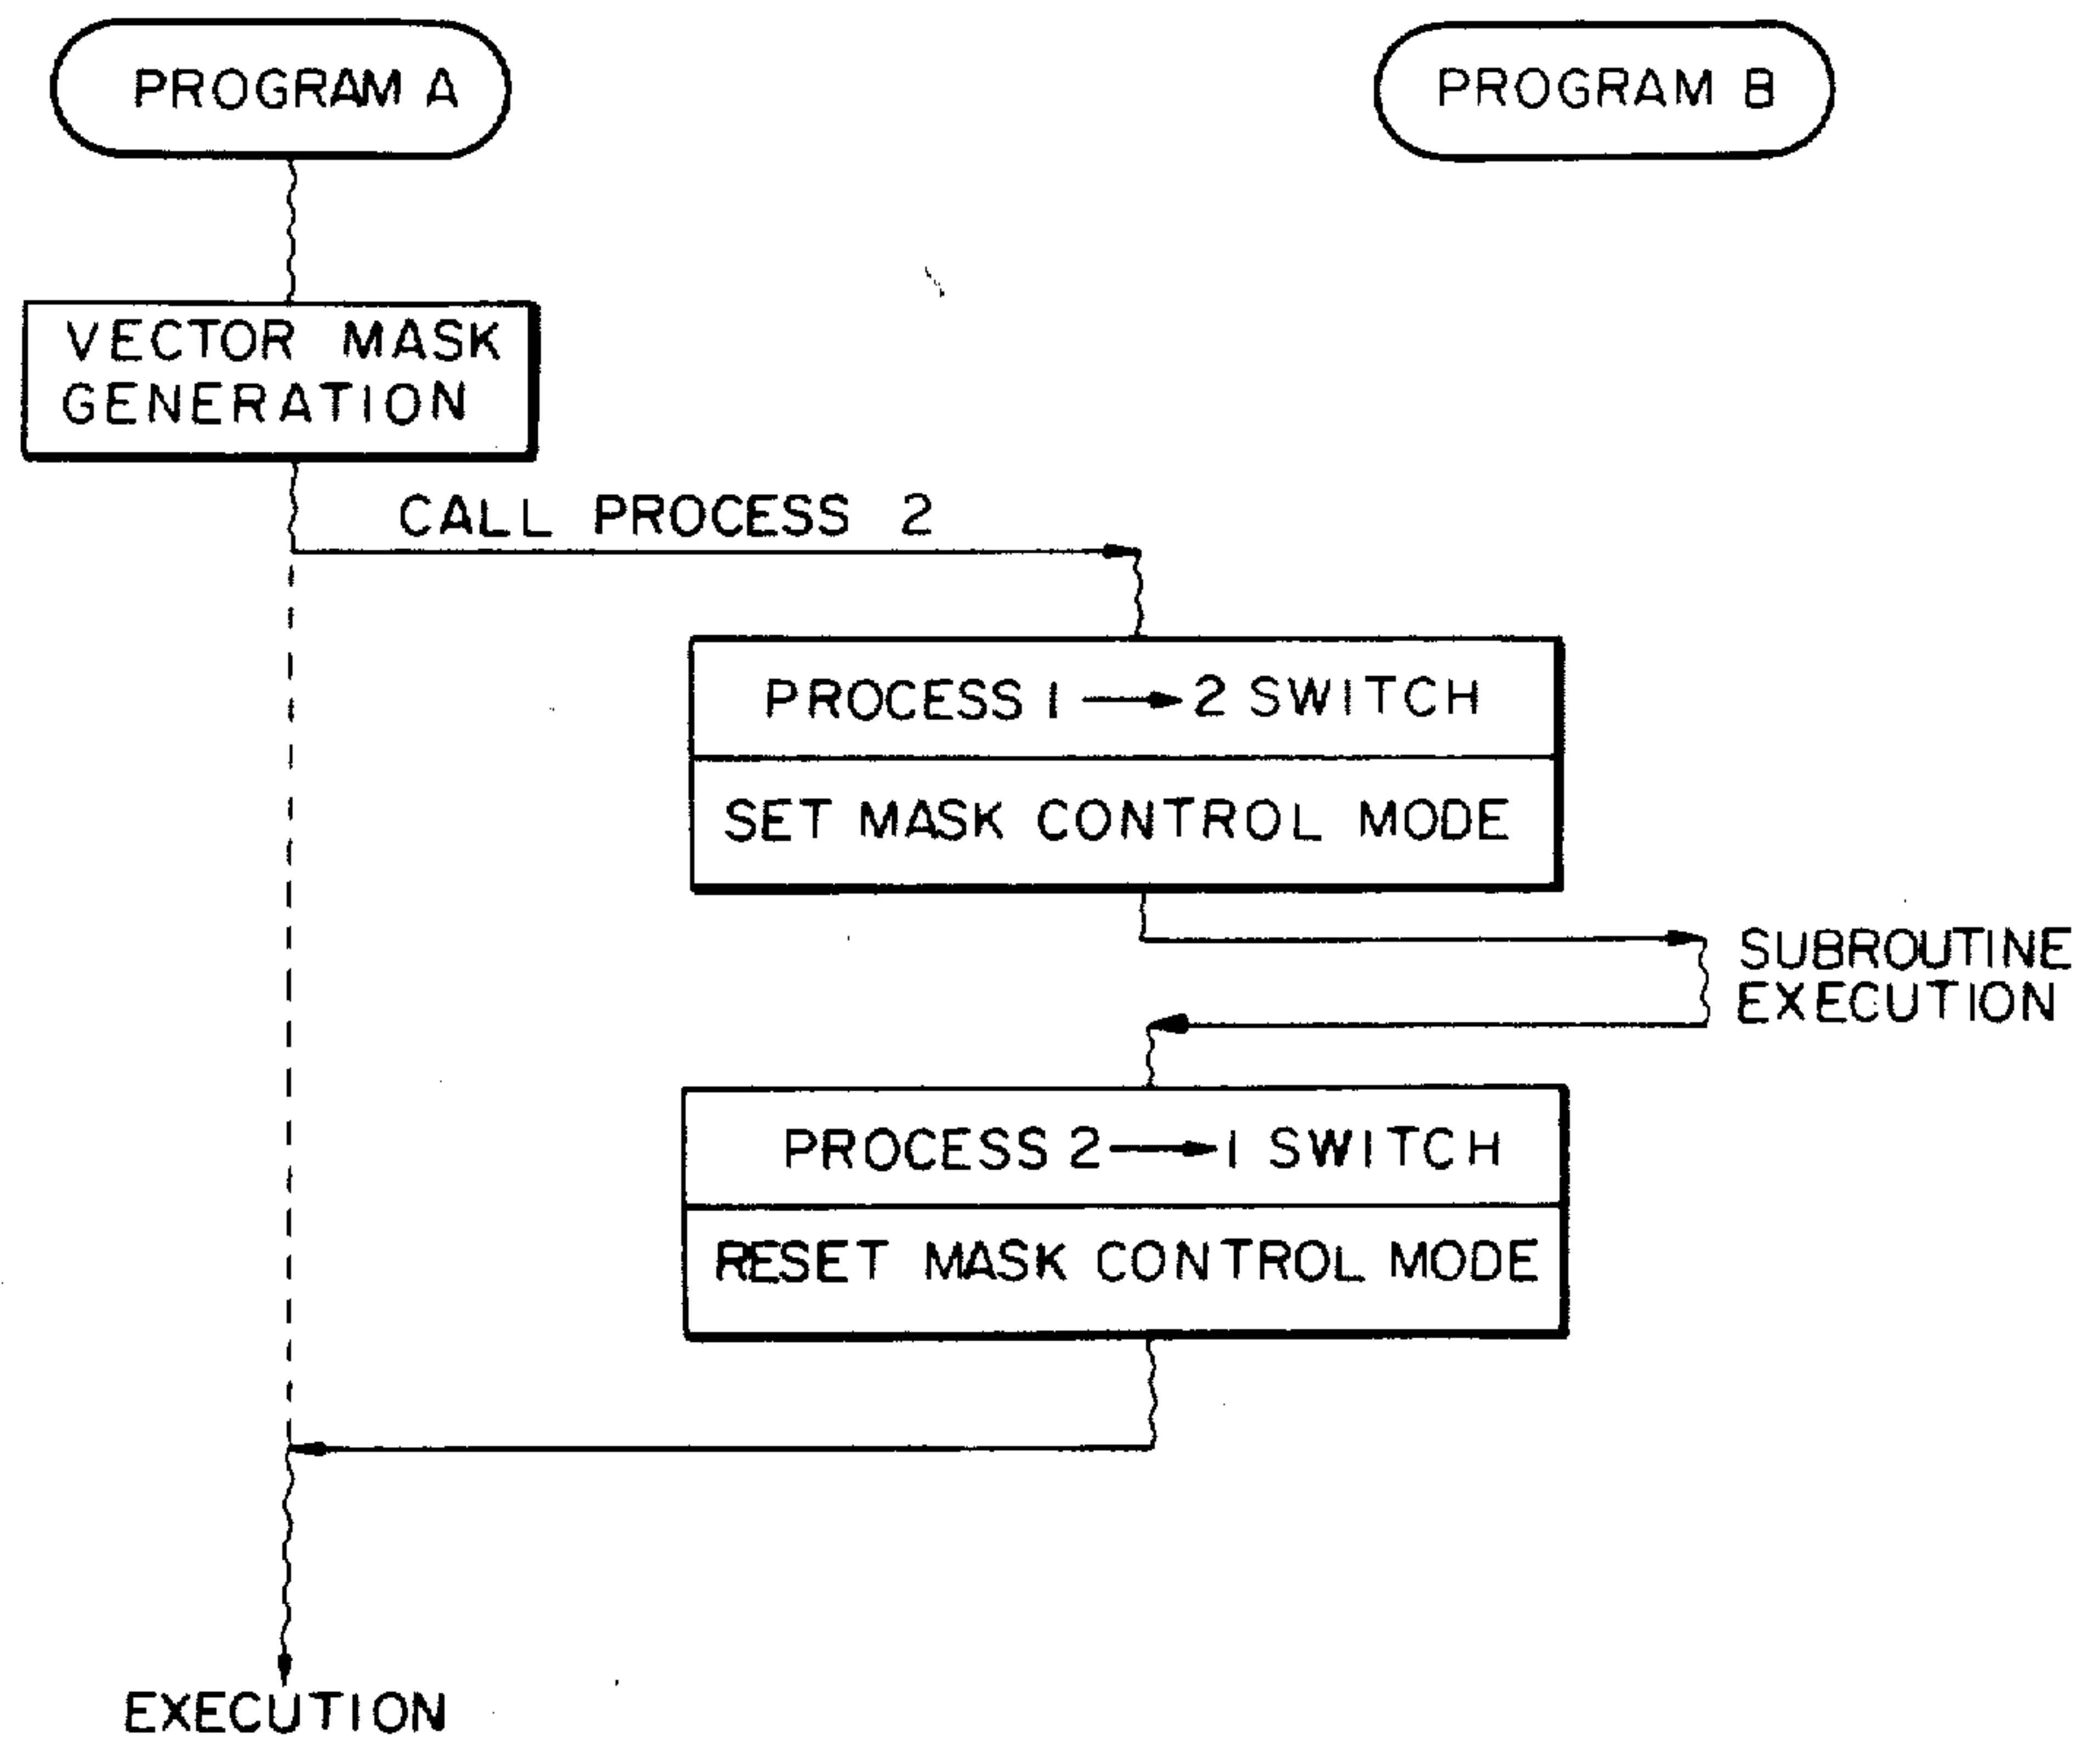 PROGRAM A
PROGRAM B
VECTOR MASK
GENERATION
CALL PROCESS 2
PROCESS 1 → 2 SWITCH
SET MASK CONTROL MODE
SUBROUTINE
EXECUTION
PROCESS 2 → 1 SWITCH
RESET MASK CONTROL MODE
EXECUTION